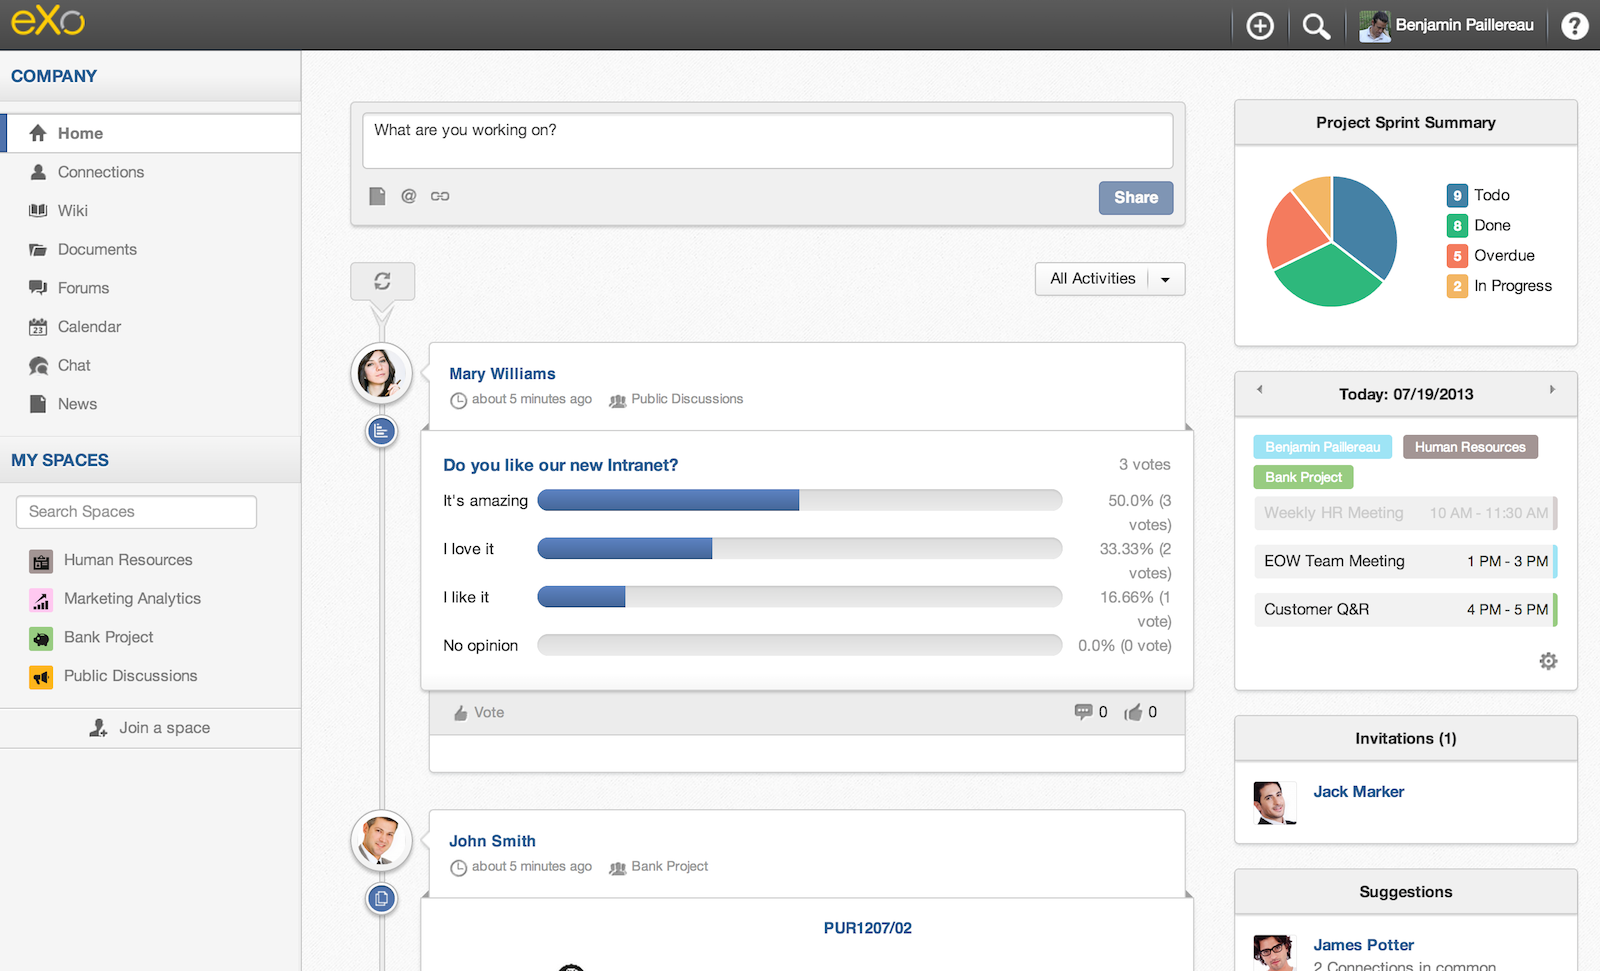 eXo
Benjamin Paillereau
?
COMPANY
Home
Connections
Wiki
Documents
Forums
23
Calendar
Chat
News
MY SPACES
Search Spaces
Human Resources
Marketing Analytics
Bank Project
Public Discussions
Join a space
What are you working on?
@
Share
All Activities
Mary Williams
about 5 minutes ago Public Discussions
Do you like our new Intranet? 3 votes
It's amazing 50.0% (3
votes)
I love it 33.33% (2
votes)
I like it 16.66% (1
vote)
No opinion 0.0% (0 vote)
Vote 0 0
John Smith
about 5 minutes ago Bank Project
PUR1207/02
Project Sprint Summary
9 Todo
8 Done
5 Overdue
2 In Progress
Today: 07/19/2013
Benjamin Paillereau Human Resources
Bank Project
Weekly HR Meeting 10 AM - 11:30 AM
EOW Team Meeting 1 PM - 3 PM
Customer Q&R 4 PM - 5 PM
Invitations (1)
Jack Marker
Suggestions
James Potter
2 Connections in common